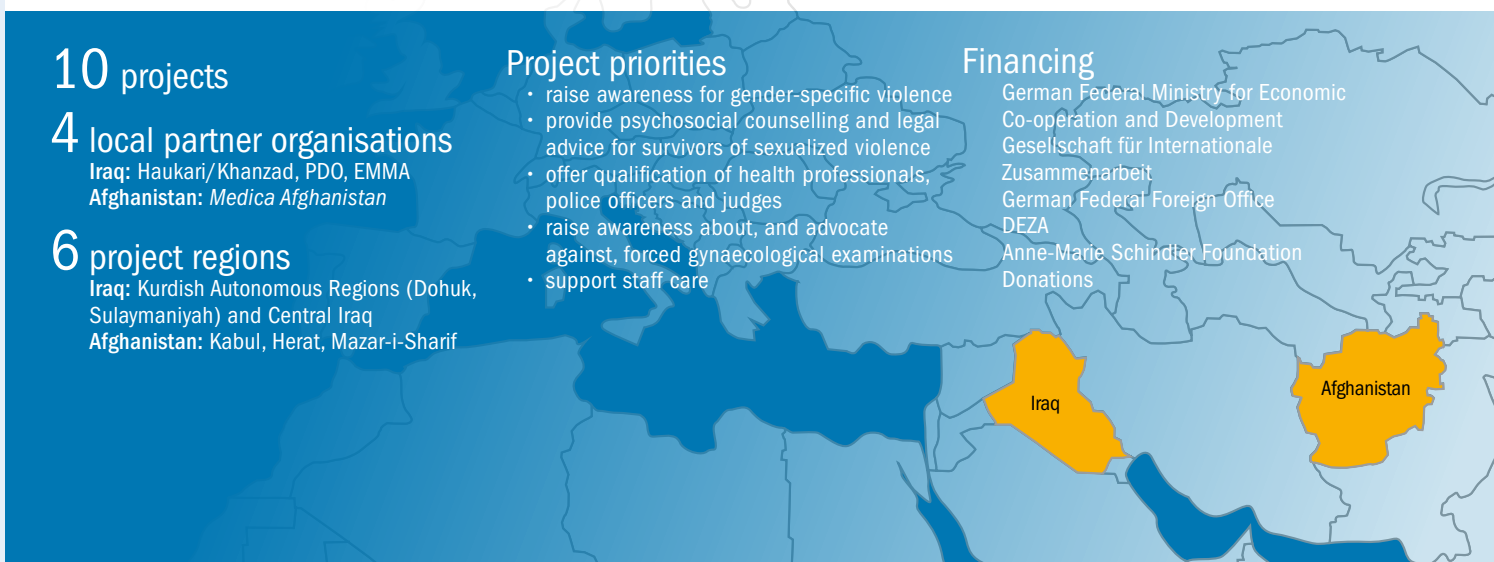 10 projects
4 local partner organisations
Iraq: Haukari/Khanzad, PDO, EMMA
Afghanistan: Medica Afghanistan
6 project regions
Iraq: Kurdish Autonomous Regions (Dohuk,
Sulaymaniyah) and Central Iraq
Afghanistan: Kabul, Herat, Mazar-i-Sharif
Project priorities
• raise awareness for gender-specific violence
• provide psychosocial counselling and legal
advice for survivors of sexualized violence
• offer qualification of health professionals,
police officers and judges
• raise awareness about, and advocate
against, forced gynaecological examinations
• support staff care
Financing
German Federal Ministry for Economic
Co-operation and Development
Gesellschaft für Internationale
Zusammenarbeit
German Federal Foreign Office
DEZA
Anne-Marie Schindler Foundation
Donations
Iraq
Afghanistan